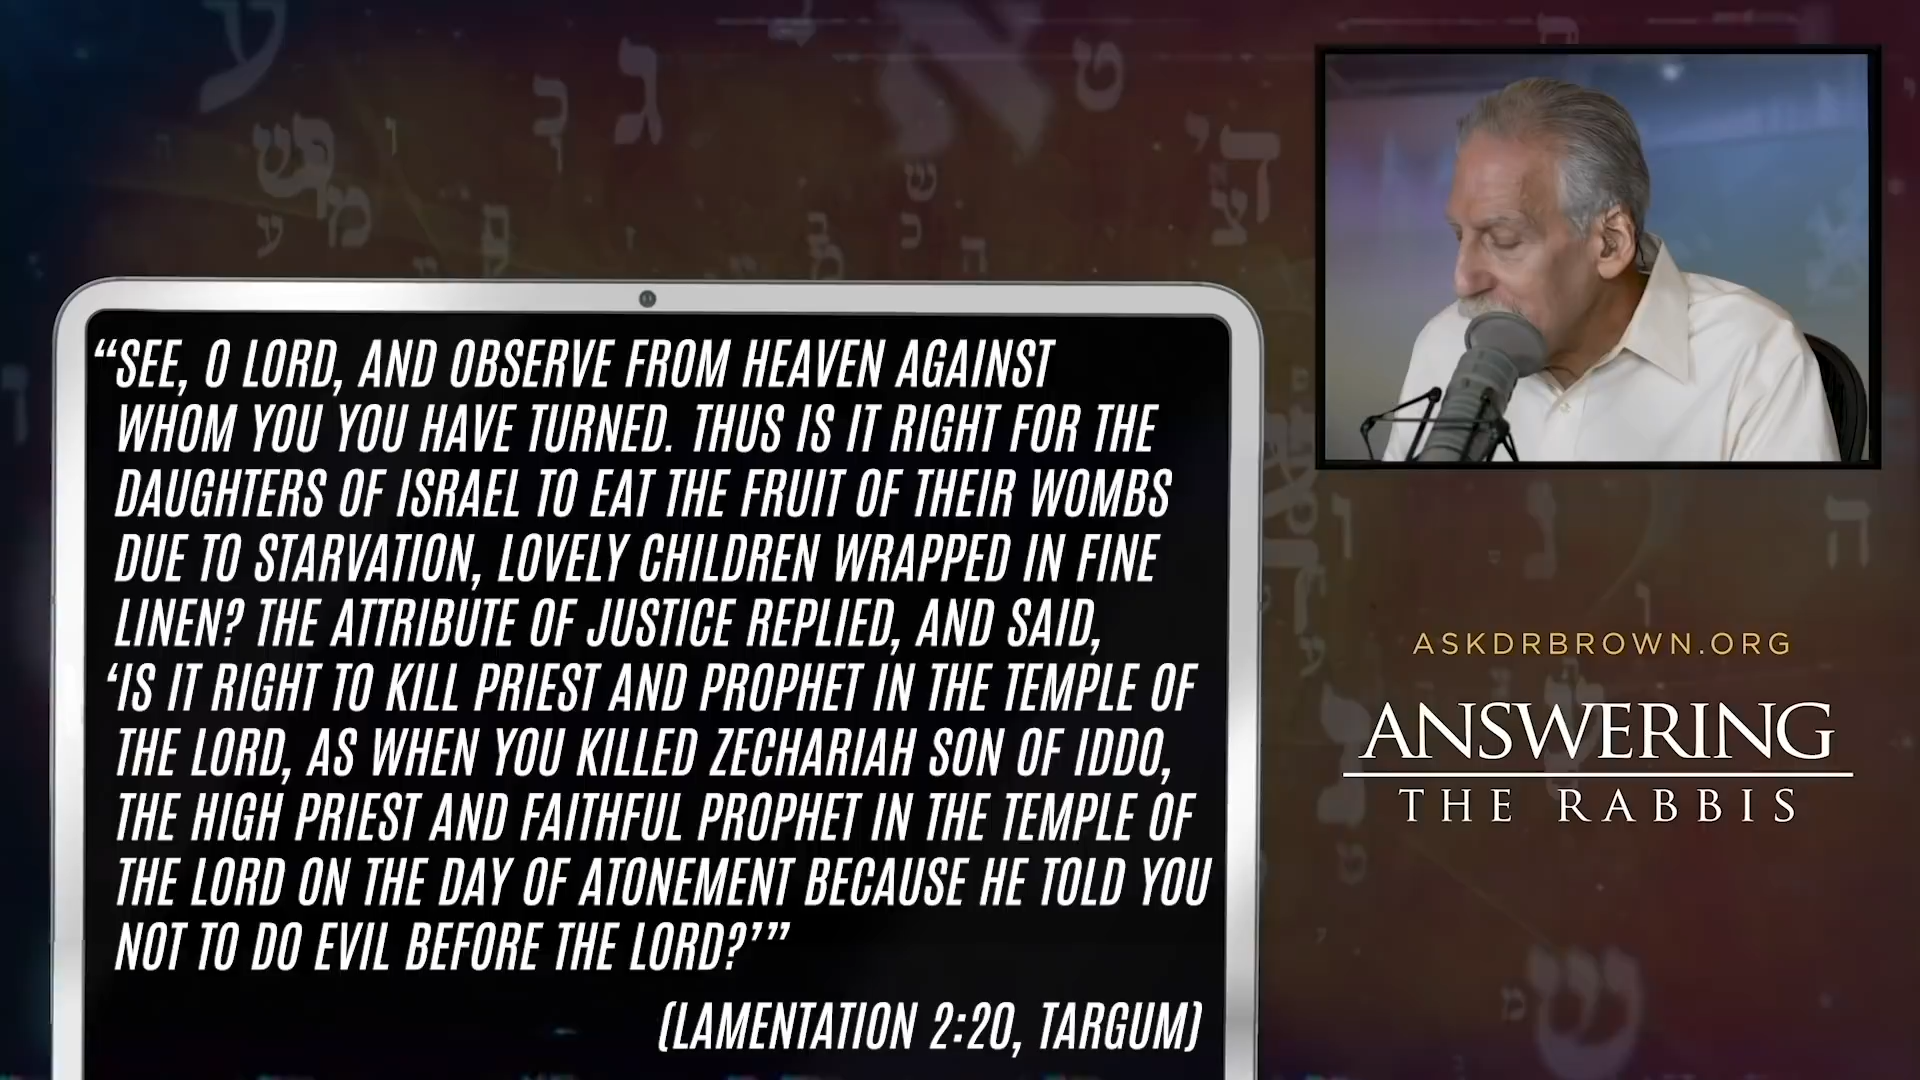 “SEE, O LORD, AND OBSERVE FROM HEAVEN AGAINST
WHOM YOU YOU HAVE TURNED. THUS IS IT RIGHT FOR THE
DAUGHTERS OF ISRAEL TO EAT THE FRUIT OF THEIR WOMBS
DUE TO STARVATION, LOVELY CHILDREN WRAPPED IN FINE
LINEN? THE ATTRIBUTE OF JUSTICE REPLIED, AND SAID,
‘IS IT RIGHT TO KILL PRIEST AND PROPHET IN THE TEMPLE OF
THE LORD, AS WHEN YOU KILLED ZECHARIAH SON OF IDDO,
THE HIGH PRIEST AND FAITHFUL PROPHET IN THE TEMPLE OF
THE LORD ON THE DAY OF ATONEMENT BECAUSE HE TOLD YOU
NOT TO DO EVIL BEFORE THE LORD?’”
(LAMENTATION 2:20, TARGUM)
ASKDRBROWN.ORG
ANSWERING
THE RABBIS